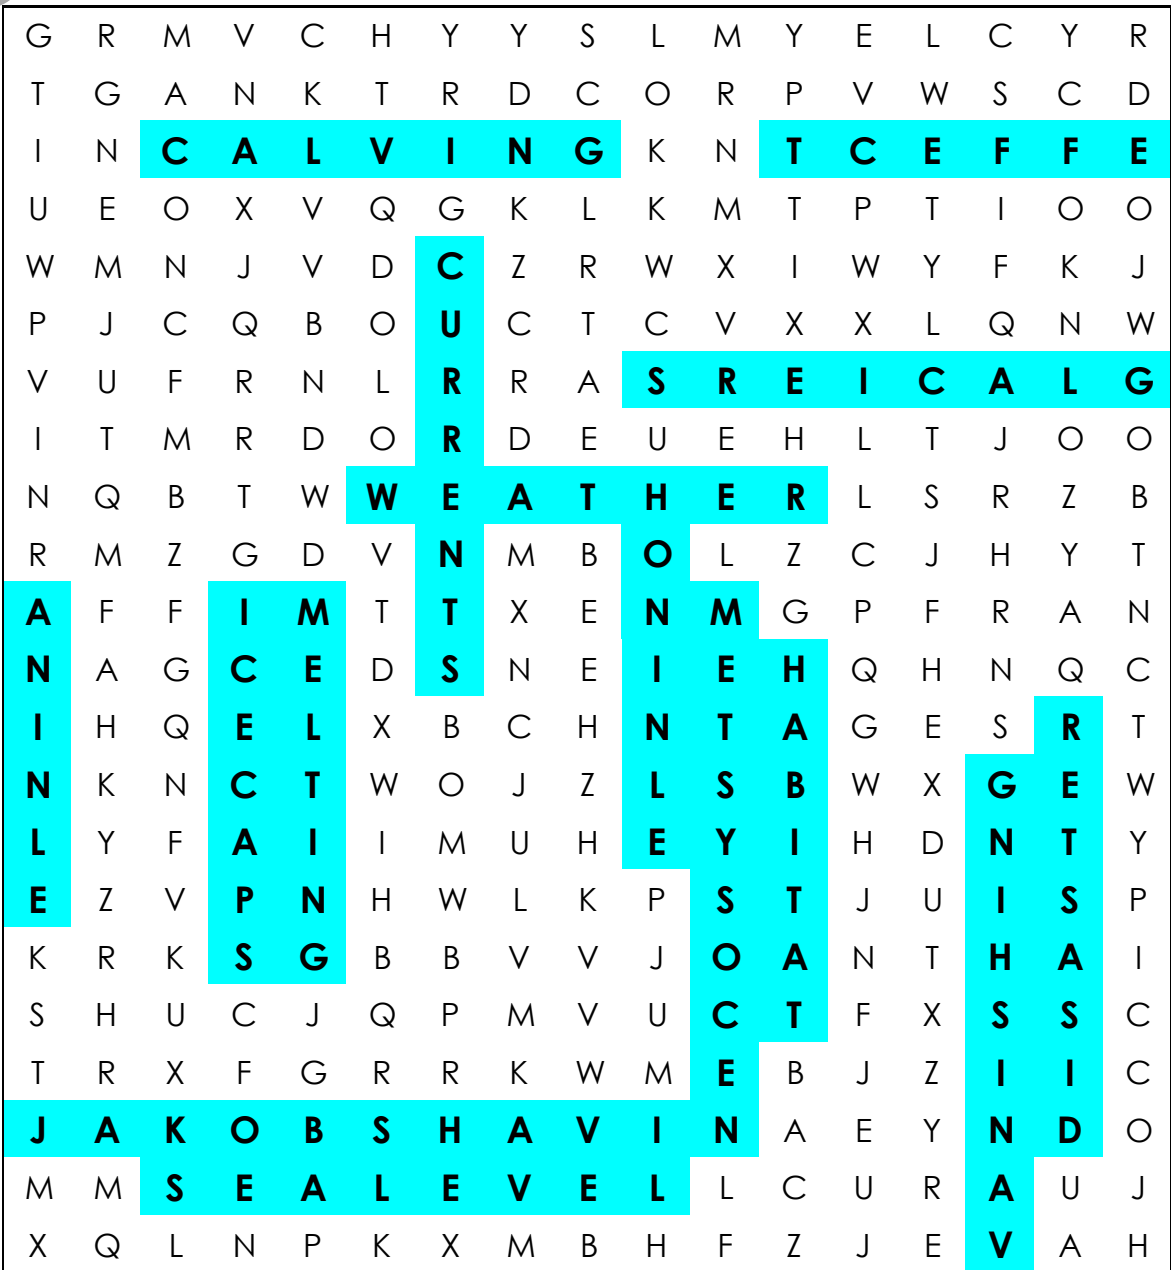 G R M V C H Y Y S L M Y E L C Y R
T G A N K T R D C O R P V W S C D
I N C A L V I N G K N T C E F F E
U E O X V Q G K L K M T P T I O O
W M N J V D C Z R W X I W Y F K J
P J C Q B O U C T C V X X L Q N W
V U F R N L R R A S R E I C A L G
I T M R D O R D E U E H L T J O O
N Q B T W W E A T H E R L S R Z B
R M Z G D V N M B O L Z C J H Y T
A F F I M T T X E N M G P F R A N
N A G C E D S N E I E H Q H N Q C
I H Q E L X B C H N T A G E S R T
N K N C T W O J Z L S B W X G E W
L Y F A I I M U H E Y I H D N T Y
E Z V P N H W L K P S T J U I S P
K R K S G B B V V J O A N T H A I
S H U C J Q P M V U C T F X S S C
T R X F G R R K W M E B J Z I I C
J A K O B S H A V I N A E Y N D O
M M S E A L E V E L L C U R A U J
X Q L N P K X M B H F Z J E V A H